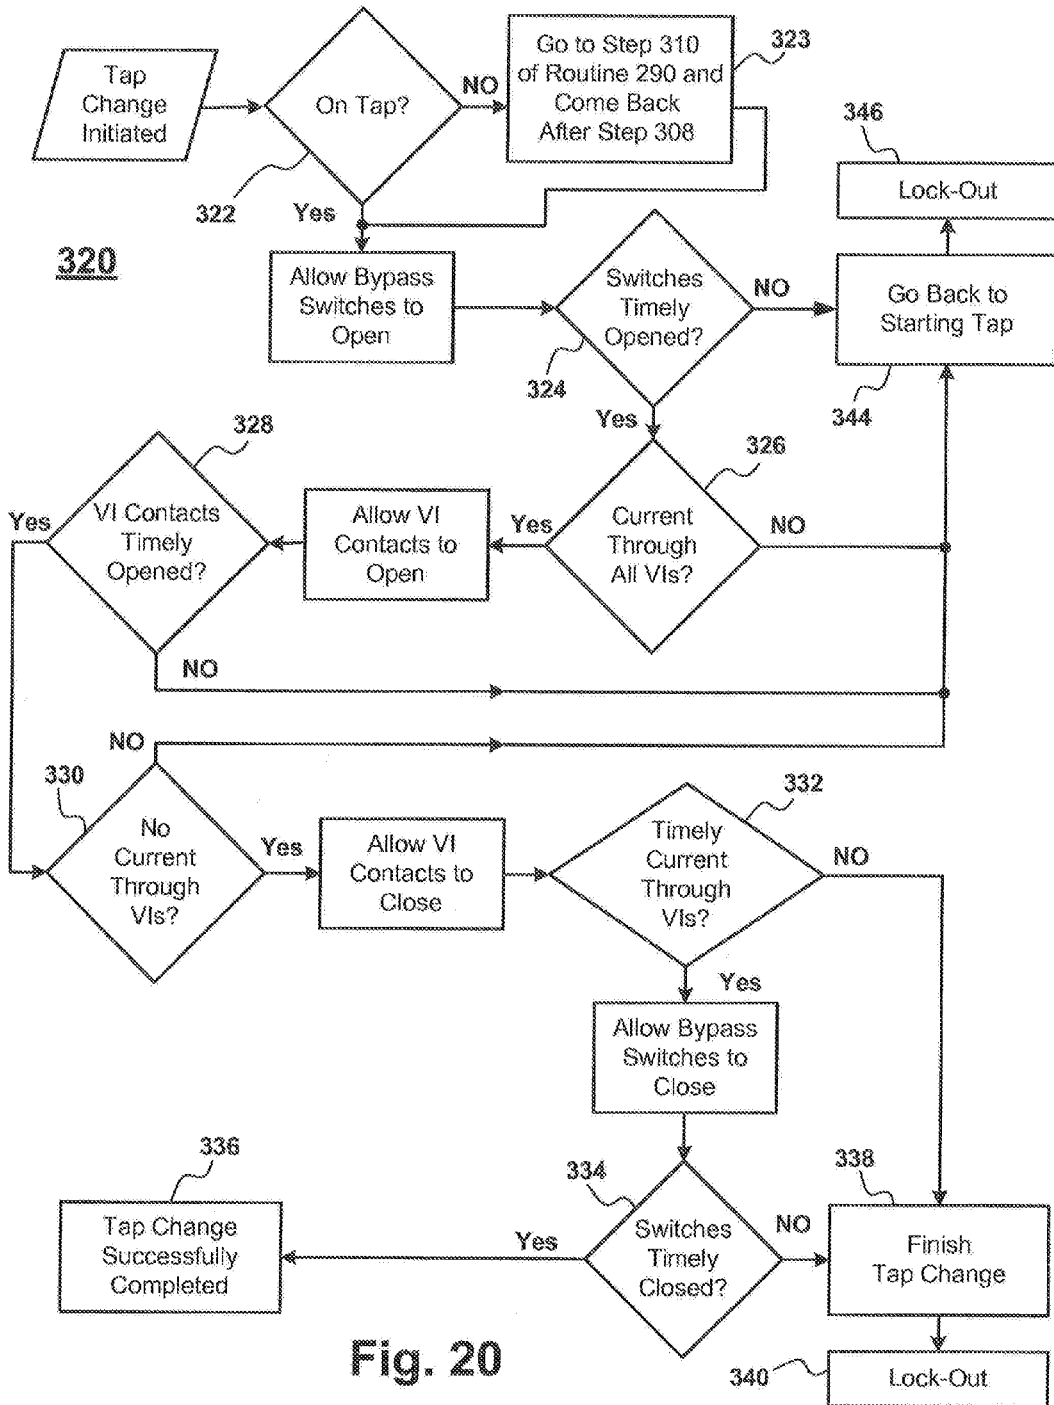 Tap
Change
Initiated
On Tap?
NO
Go to Step 310
of Routine 290 and
Come Back
After Step 308
323
322
Yes
346
Lock-Out
320
Allow Bypass
Switches to
Open
Switches
Timely
Opened?
NO
Go Back to
Starting Tap
324
344
Yes
328
326
Yes
VI Contacts
Timely
Opened?
Allow VI
Contacts to
Open
Yes
Current
Through
All VIs?
NO
NO
NO
330
No
Current
Through
VIs?
Yes
Allow VI
Contacts to
Close
332
Timely
Current
Through
VIs?
NO
Yes
Allow Bypass
Switches to
Close
336
334
338
Tap Change
Successfully
Completed
Yes
Switches
Timely
Closed?
NO
Finish
Tap Change
Fig. 20
340
Lock-Out